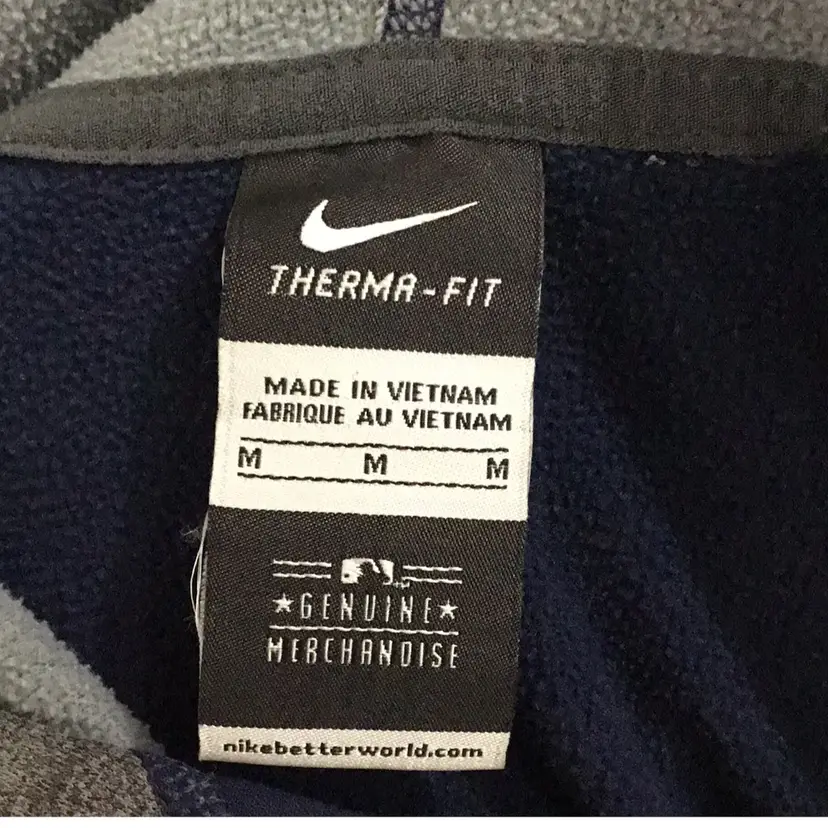 THERMA-FIT
MADE IN VIETNAM
FABRIQUE AU VIETNAM
M M M
★GENUINE★
MERCHANDISE
nikebetterworld.com